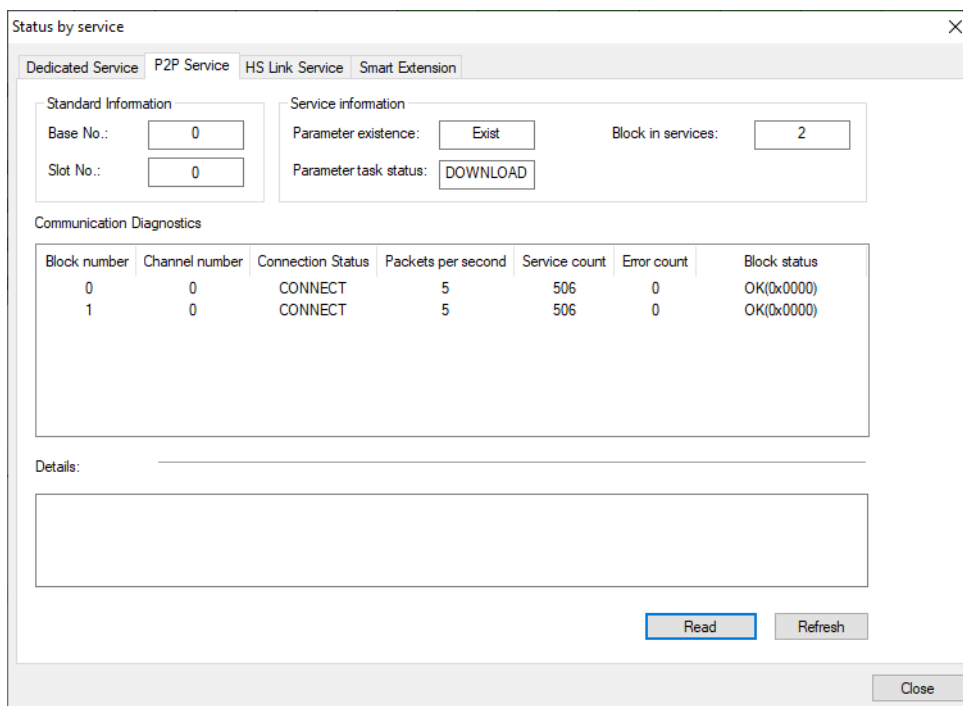 Status by service
Dedicated Service P2P Service HS Link Service Smart Extension
Standard Information Service information
Base No.: 0 Parameter existence: Exist Block in services: 2
Slot No.: 0 Parameter task status: DOWNLOAD
Communication Diagnostics
Block number Channel number Connection Status Packets per second Service count Error count Block status
0 0 CONNECT 5 506 0 OK(0x0000)
1 0 CONNECT 5 506 0 OK(0x0000)
Details:
Read Refresh
Close